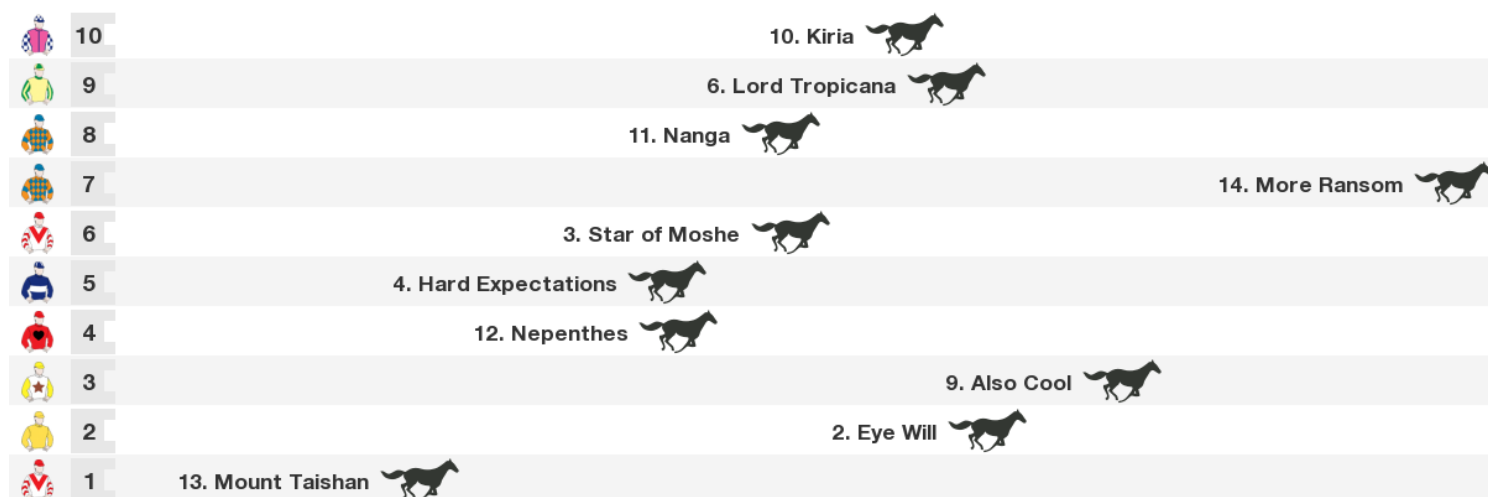 10 10. Kiria
9 6. Lord Tropicana
8 11. Nanga
7 14. More Ransom
6 3. Star of Moshe
5 4. Hard Expectations
4 12. Nepenthes
3 9. Also Cool
2 2. Eye Will
1 13. Mount Taishan